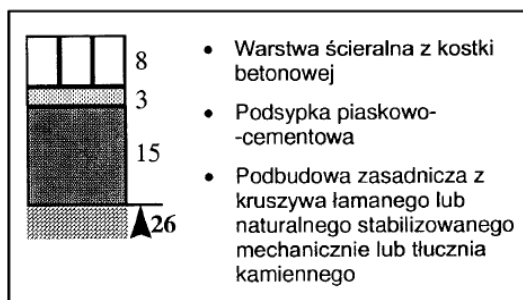 8
3
15
26
• Warstwa ścieralna z kostki
betonowej
• Podsypka piaskowo-
-cementowa
• Podbudowa zasadnicza z
kruszywa łamanego lub
naturalnego stabilizowanego
mechanicznie lub tłucznia
kamiennego